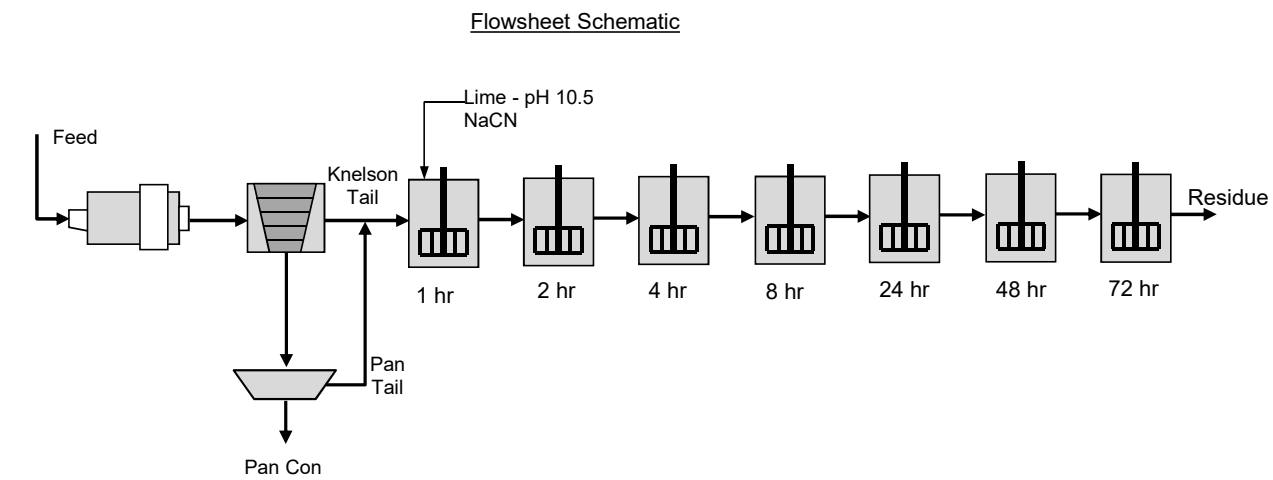 Flowsheet Schematic
Lime - pH 10.5
NaCN
Feed
Knelson
Tail
Residue
1 hr
2 hr
4 hr
8 hr
24 hr
48 hr
72 hr
Pan
Tail
Pan Con